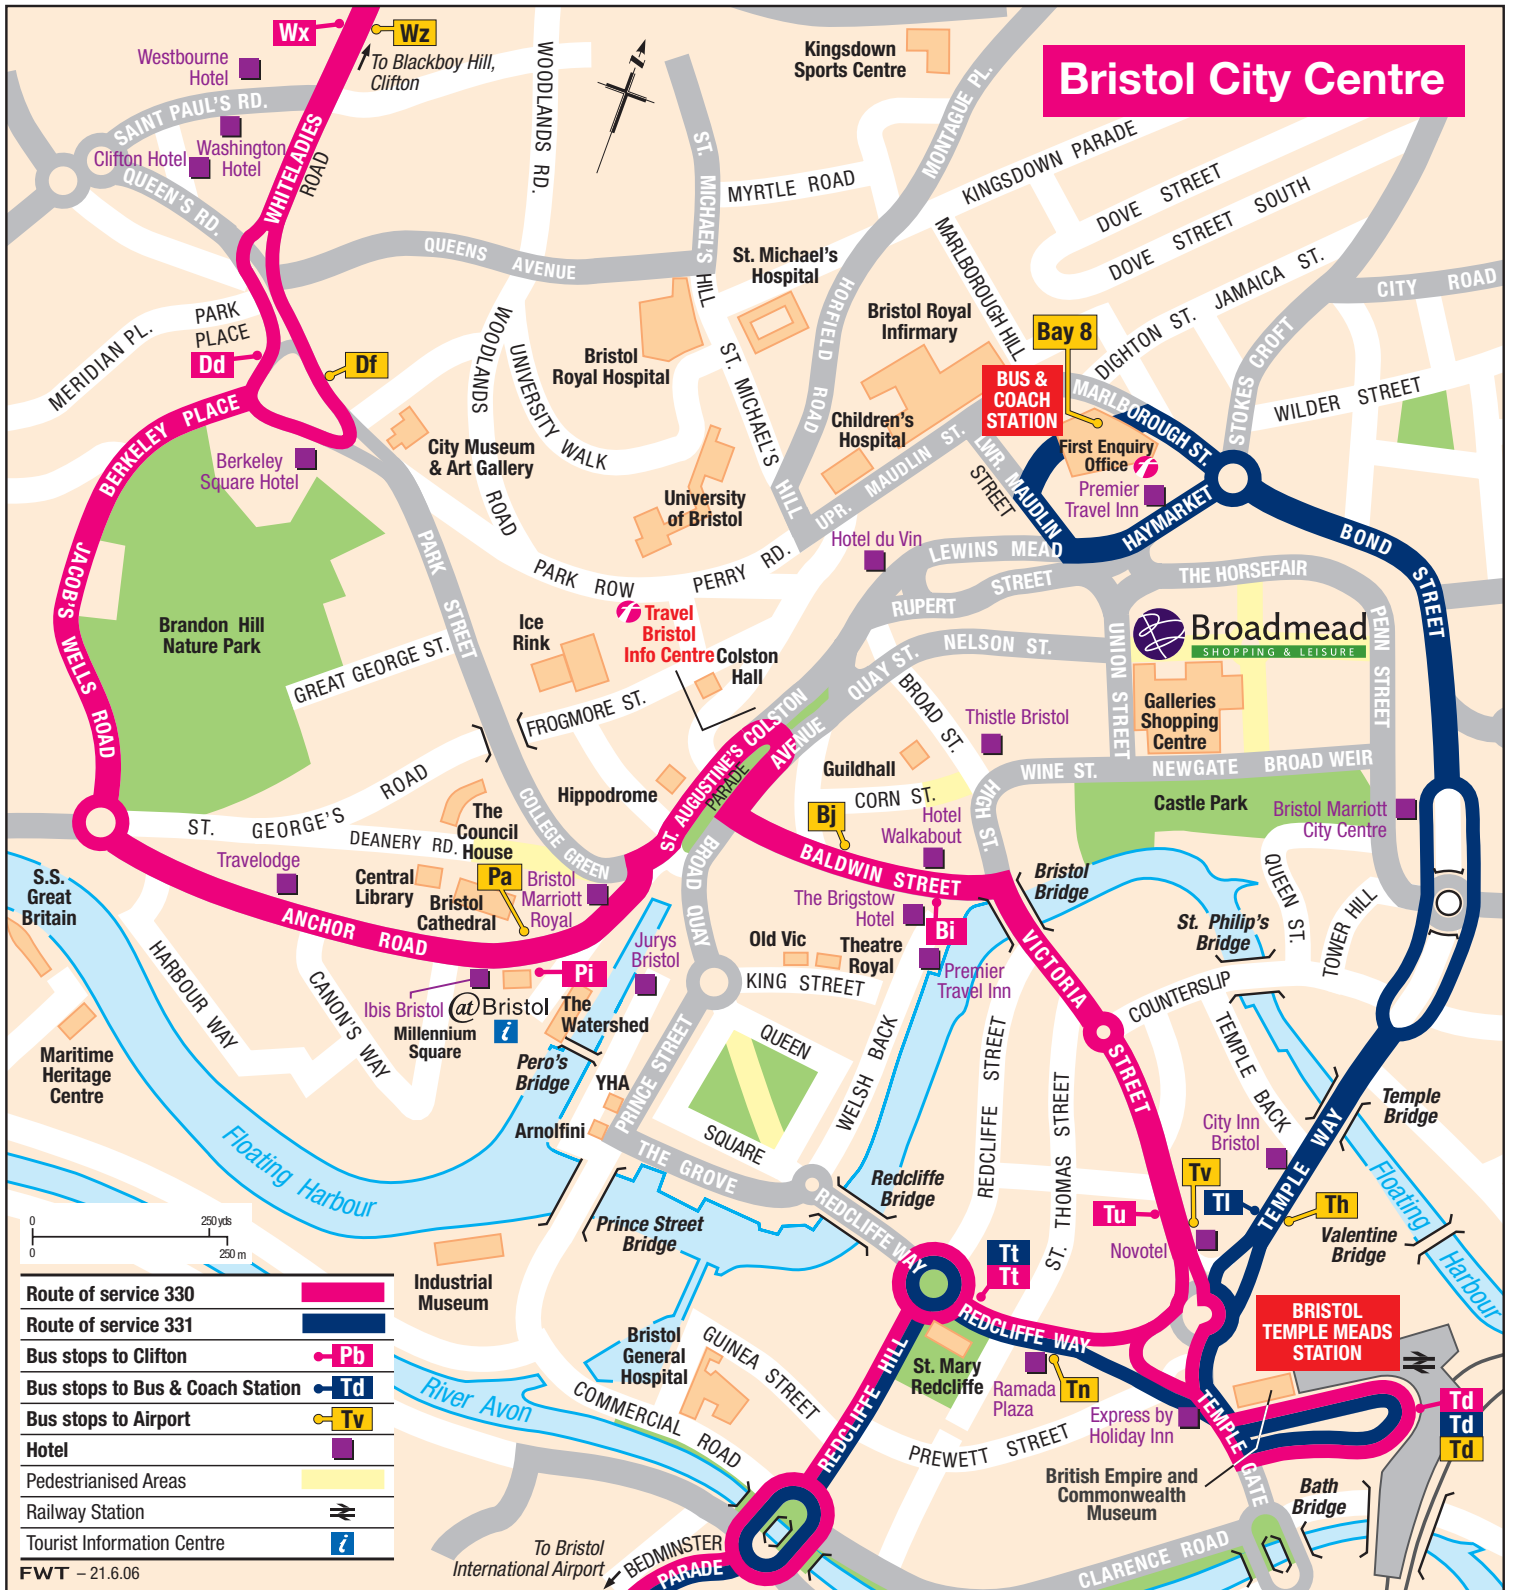 Bristol City Centre
Wx
Wz
To Blackboy Hill,
Clifton
Westbourne
Hotel
SAINT PAUL'S RD.
Clifton Hotel
Washington
Hotel
QUEEN'S RD.
WHITELADIES
ROAD
WOODLANDS RD.
Kingsdown
Sports Centre
MONTAGUE PL.
ST. MICHAEL'S
HILL
MYRTLE ROAD
KINGSDOWN PARADE
DOVE STREET
DOVE STREET SOUTH
JAMAICA ST.
DIGHTON ST.
MARLBOROUGH HILL
CITY ROAD
STOKES CROFT
WILDER STREET
QUEENS AVENUE
PARK
PLACE
MERIDIAN PL.
Dd
Df
St. Michael's
Hospital
HORFIELD ROAD
Bristol Royal
Infirmary
Bay 8
BUS &
COACH
STATION
MARLBOROUGH ST.
First Enquiry
Office
Premier
Travel Inn
Bristol
Royal Hospital
ST. MICHAEL'S
HILL
Children's
Hospital
UPR. MAUDLIN ST.
LWR. MAUDLIN
STREET
HAYMARKET
BOND
STREET
WOODLANDS
ROAD
UNIVERSITY WALK
City Museum
& Art Gallery
BERKELEY PLACE
Berkeley
Square Hotel
University
of Bristol
Hotel du Vin
LEWINS MEAD
RUPERT STREET
THE HORSEFAIR
PARK ROW
PERRY RD.
PARK STREET
JACOB'S WELLS ROAD
Brandon Hill
Nature Park
Ice
Rink
Travel
Bristol
Info Centre
Colston
Hall
GREAT GEORGE ST.
FROGMORE ST.
QUAY ST.
NELSON ST.
BROAD ST.
UNION STREET
PENN STREET
Broadmead
SHOPPING & LEISURE
Galleries
Shopping
Centre
Thistle Bristol
COLSTON
AVENUE
ST. AUGUSTINE'S
PARADE
Guildhall
CORN ST.
WINE ST.
NEWGATE
BROAD WEIR
Castle Park
Bristol Marriott
City Centre
HIGH ST.
Hotel
Walkabout
Hippodrome
Bj
BALDWIN STREET
ST. GEORGE'S ROAD
DEANERY RD.
The
Council
House
COLLEGE GREEN
BROAD QUAY
Travelodge
Central
Library
Bristol
Cathedral
Pa
Bristol
Marriott
Royal
The Brigstow
Hotel
Bi
Bristol
Bridge
QUEEN ST.
TOWER HILL
St. Philip's
Bridge
S.S.
Great
Britain
ANCHOR ROAD
Jurys
Bristol
Old Vic
Theatre
Royal
KING STREET
Premier
Travel Inn
VICTORIA
STREET
COUNTERSLIP
HARBOUR WAY
CANON'S WAY
Ibis Bristol
@Bristol
Pi
Millennium
Square
i
The
Watershed
Pero's
Bridge
YHA
Arnolfini
PRINCE STREET
QUEEN
SQUARE
WELSH BACK
REDCLIFFE STREET
ST. THOMAS STREET
TEMPLE BACK
Temple
Bridge
City Inn
Bristol
TEMPLE WAY
Maritime
Heritage
Centre
Floating Harbour
THE GROVE
Redcliffe
Bridge
Prince Street
Bridge
REDCLIFFE WAY
Tu
Tv
Tl
Th
Novotel
Valentine
Bridge
Floating
Harbour
0
250 yds
0
250 m
Industrial
Museum
Tt
Tt
REDCLIFFE WAY
BRISTOL
TEMPLE MEADS
STATION
Route of service 330
Route of service 331
Bus stops to Clifton
Pb
Bus stops to Bus & Coach Station
Td
Bus stops to Airport
Tv
Hotel
Pedestrianised Areas
Railway Station
Tourist Information Centre
i
FWT – 21.6.06
Bristol
General
Hospital
GUINEA STREET
COMMERCIAL ROAD
River Avon
REDCLIFFE HILL
St. Mary
Redcliffe
Ramada
Plaza
Tn
Express by
Holiday Inn
PREWETT STREET
TEMPLE GATE
Td
Td
Td
British Empire and
Commonwealth
Museum
Bath
Bridge
CLARENCE ROAD
To Bristol
International Airport
BEDMINSTER
PARADE